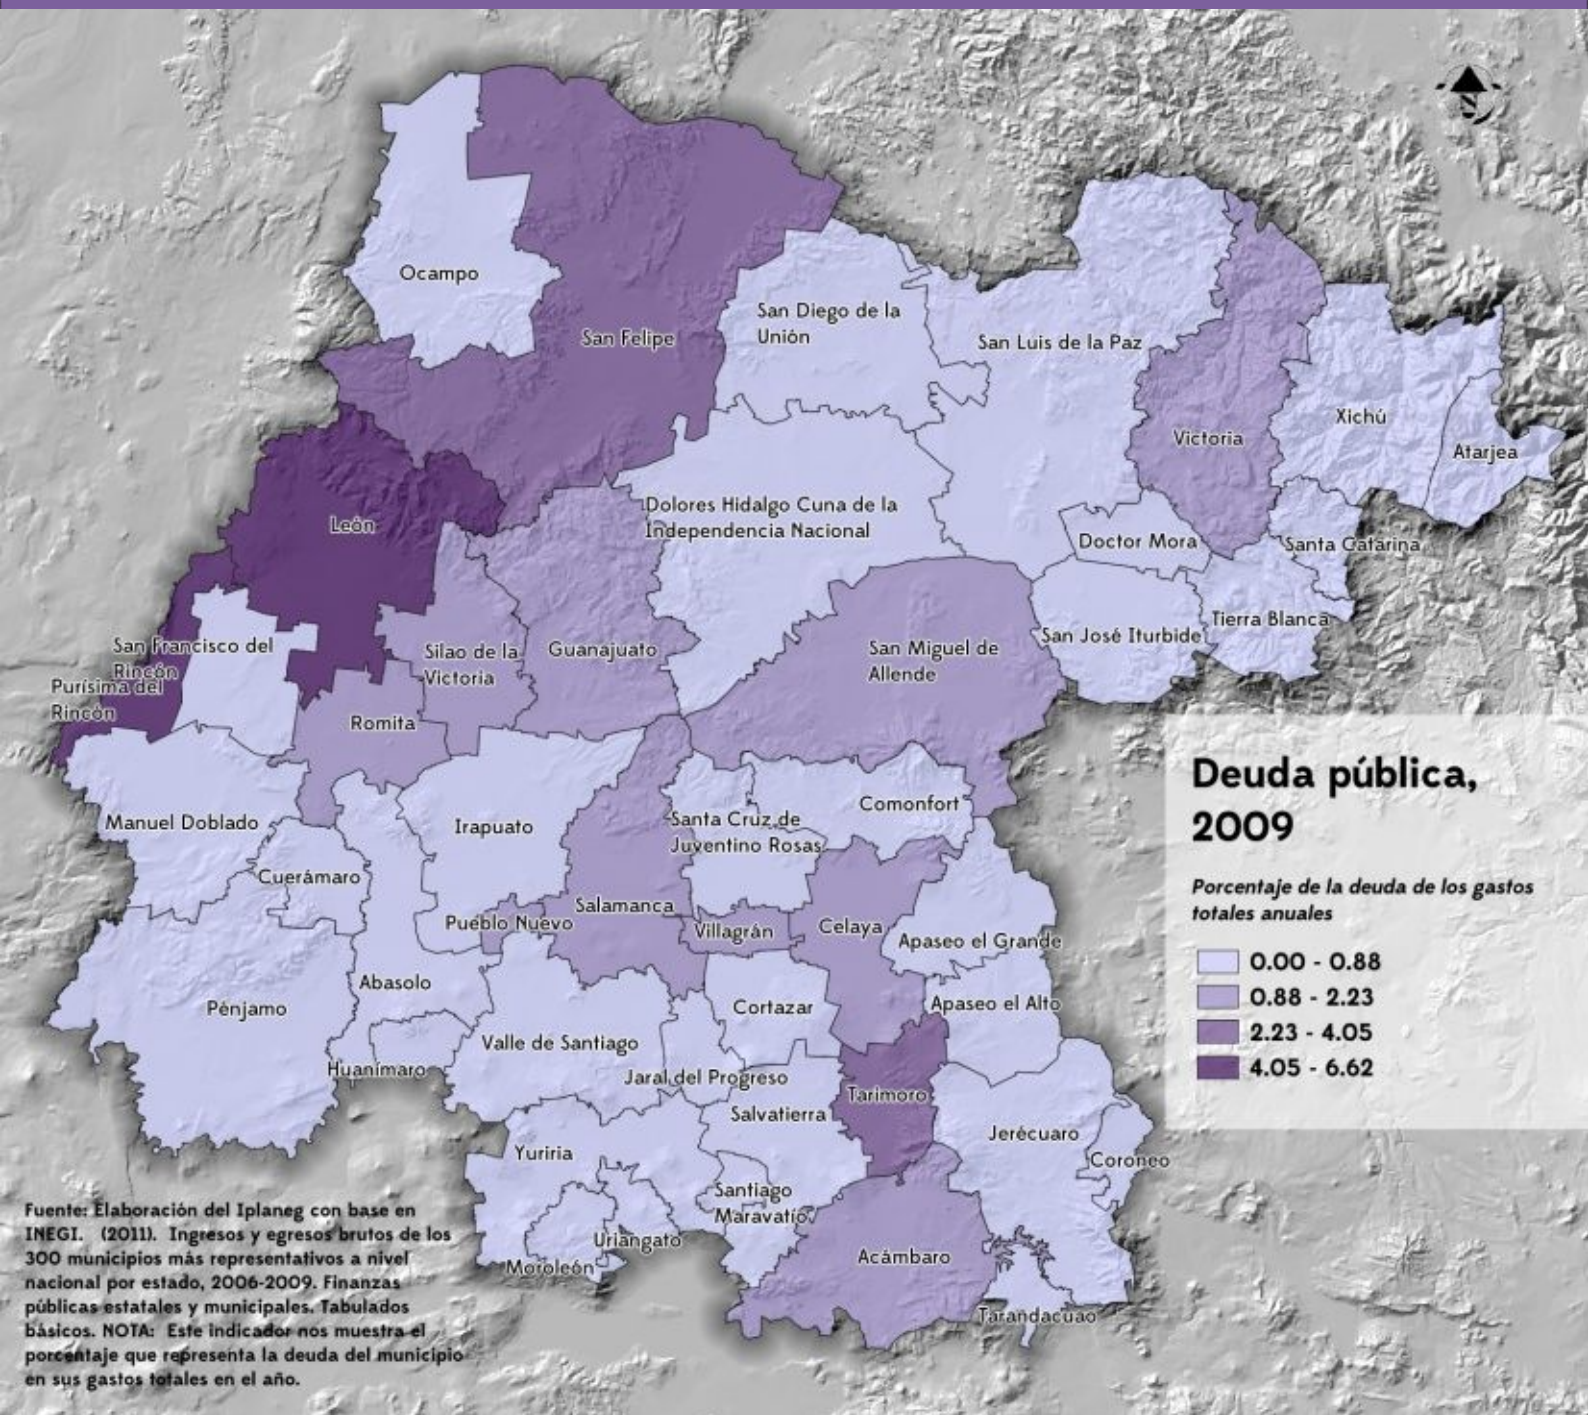 Ocampo
San Felipe
San Diego de la
Unión
San Luis de la Paz
Victoria
Xichú
Atarjea
León
Dolores Hidalgo Cuna de la
Independencia Nacional
Doctor Mora
Santa Catarina
Tierra Blanca
San José Iturbide
San Francisco del
Rincón
Purísima del
Rincón
Silao de la
Victoria
Guanajuato
San Miguel de
Allende
Romita
Manuel Doblado
Irapuato
Santa Cruz de
Juventino Rosas
Comonfort
Cuerámaro
Pueblo Nuevo
Salamanca
Villagrán
Celaya
Apaseo el Grande
Pénjamo
Abasolo
Cortazar
Apaseo el Alto
Valle de Santiago
Huanímaro
Jaral del Progreso
Salvatierra
Tarimoro
Jerécuaro
Coroneo
Yuriria
Santiago
Maravatío
Uriangato
Moroleón
Acámbaro
Tarandacuao
N
Deuda pública,
2009
Porcentaje de la deuda de los gastos
totales anuales
0.00 - 0.88
0.88 - 2.23
2.23 - 4.05
4.05 - 6.62
Fuente: Elaboración del Iplaneg con base en
INEGI. (2011). Ingresos y egresos brutos de los
300 municipios más representativos a nivel
nacional por estado, 2006-2009. Finanzas
públicas estatales y municipales. Tabulados
básicos. NOTA: Este indicador nos muestra el
porcentaje que representa la deuda del municipio
en sus gastos totales en el año.